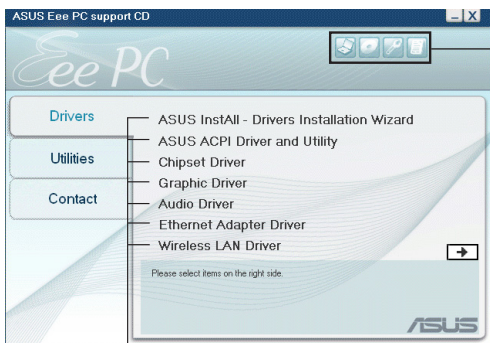 ASUS Eee PC support CD
Eee PC
Drivers
Utilities
Contact
ASUS InstAll - Drivers Installation Wizard
ASUS ACPI Driver and Utility
Chipset Driver
Graphic Driver
Audio Driver
Ethernet Adapter Driver
Wireless LAN Driver
Please select items on the right side.
ASUS